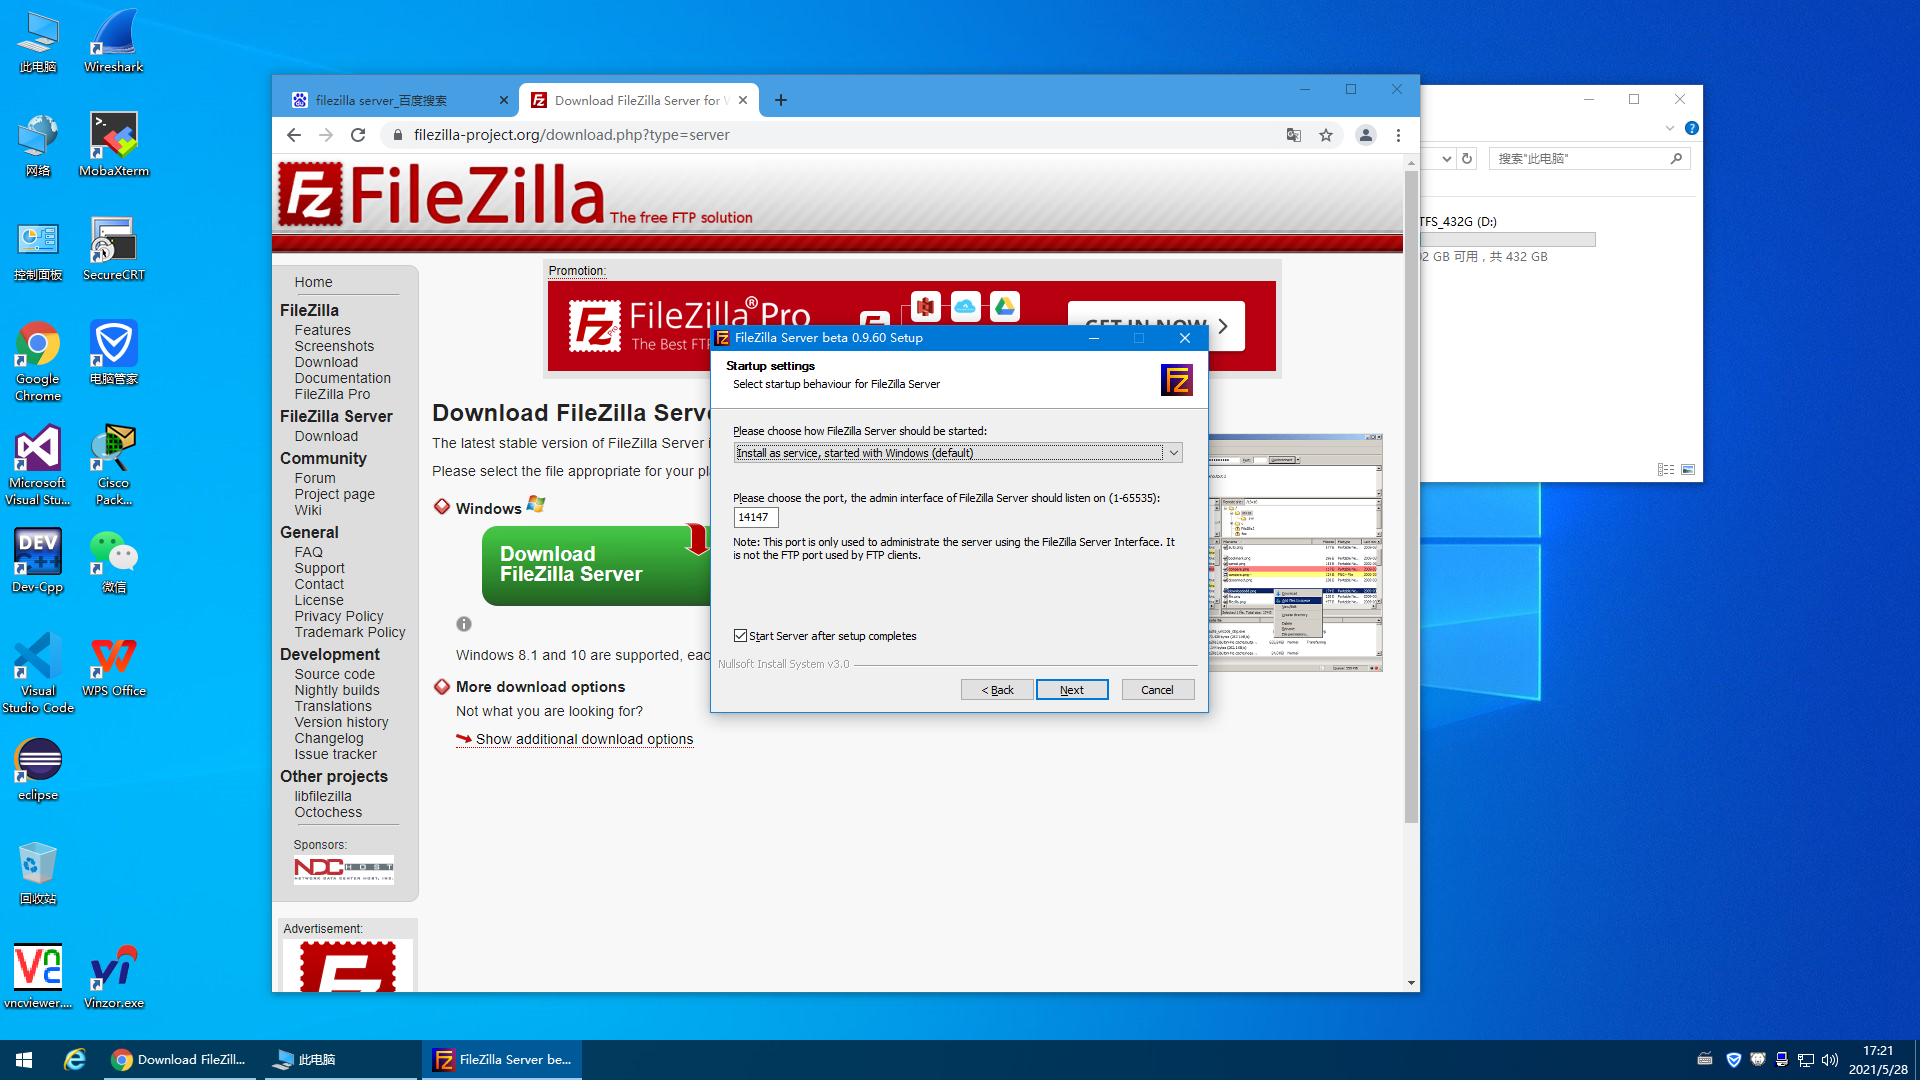 此电脑
Wireshark
网络
MobaXterm
控制面板
SecureCRT
Google
Chrome
电脑管家
Microsoft
Visual Stu...
Cisco
Pack...
Dev-Cpp
微信
Visual
Studio Code
WPS Office
eclipse
回收站
vncviewer....
Vinzor.exe
filezilla server_百度搜索
Download FileZilla Server for W
filezilla-project.org/download.php?type=server
FileZilla The free FTP solution
Home
FileZilla
Features
Screenshots
Download
Documentation
FileZilla Pro
FileZilla Server
Download
Community
Forum
Project page
Wiki
General
FAQ
Support
Contact
License
Privacy Policy
Trademark Policy
Development
Source code
Nightly builds
Translations
Version history
Changelog
Issue tracker
Other projects
libfilezilla
Octochess
Sponsors:
NDC HOST
NETWORK DATA CENTER HOST, INC.
Advertisement:
Promotion:
FileZilla® Pro
The Best FTP
GET IN NOW
Download FileZilla Serve
The latest stable version of FileZilla Server i
Please select the file appropriate for your pl
Windows
Download
FileZilla Server
Windows 8.1 and 10 are supported, eac
More download options
Not what you are looking for?
Show additional download options
FileZilla Server beta 0.9.60 Setup
Startup settings
Select startup behaviour for FileZilla Server
Please choose how FileZilla Server should be started:
Install as service, started with Windows (default)
Please choose the port, the admin interface of FileZilla Server should listen on (1-65535):
14147
Note: This port is only used to administrate the server using the FileZilla Server Interface. It
is not the FTP port used by FTP clients.
Start Server after setup completes
Nullsoft Install System v3.0
< Back
Next
Cancel
搜索"此电脑"
TFS_432G (D:)
2 GB 可用，共 432 GB
Download FileZill...
此电脑
FileZilla Server be...
17:21
2021/5/28